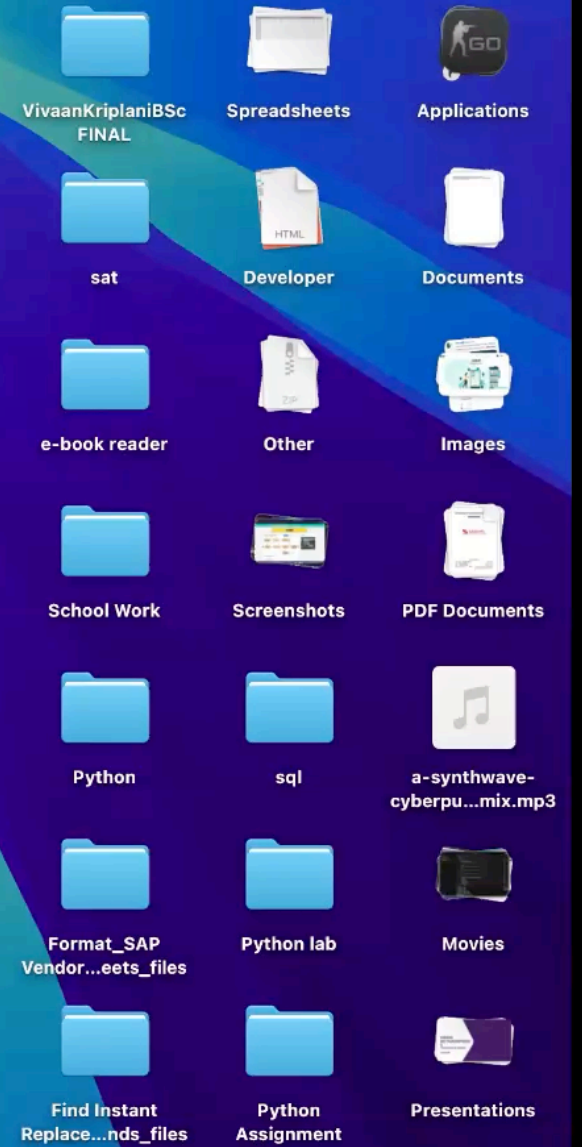 VivaanKriplaniBSc
FINAL
Spreadsheets
GO
Applications
sat
HTML
Developer
Documents
e-book reader
ZIP
Other
Images
School Work
Screenshots
PDF Documents
Python
sql
a-synthwave-
cyberpu...mix.mp3
Format_SAP
Vendor...eets_files
Python lab
Movies
Find Instant
Replace...nds_files
Python
Assignment
Presentations